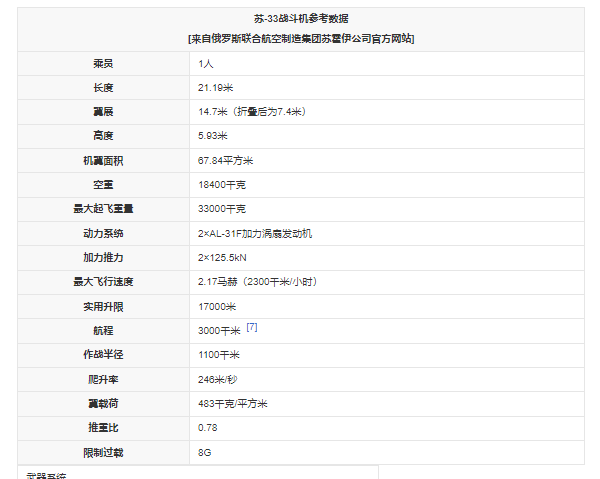 苏-33战斗机参考数据
[来自俄罗斯联合航空制造集团苏霍伊公司官方网站]
乘员 1人
长度 21.19米
翼展 14.7米（折叠后为7.4米）
高度 5.93米
机翼面积 67.84平方米
空重 18400千克
最大起飞重量 33000千克
动力系统 2×AL-31F加力涡扇发动机
加力推力 2×125.5kN
最大飞行速度 2.17马赫（2300千米/小时）
实用升限 17000米
航程 3000千米 [7]
作战半径 1100千米
爬升率 246米/秒
翼载荷 483千克/平方米
推重比 0.78
限制过载 8G
武器系统